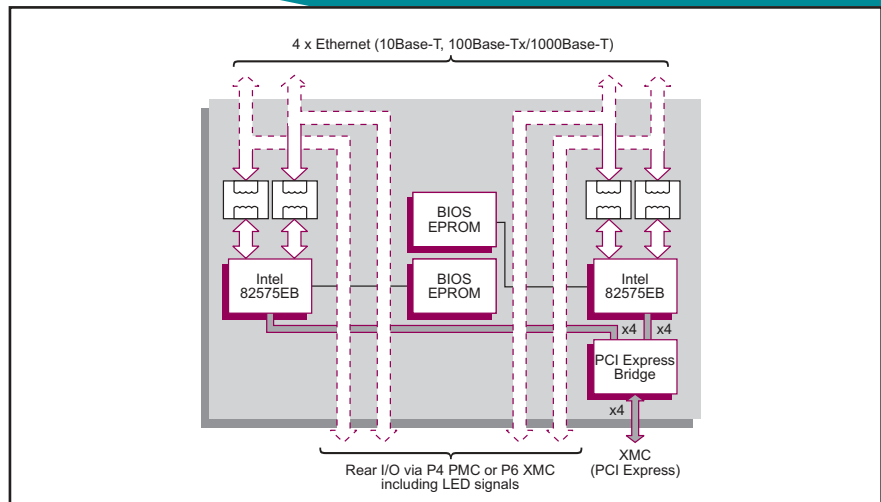 4 x Ethernet (10Base-T, 100Base-Tx/1000Base-T)
BIOS
EPROM
Intel
82575EB
BIOS
EPROM
Intel
82575EB
x4
x4
PCI Express
Bridge
x4
Rear I/O via P4 PMC or P6 XMC
including LED signals
XMC
(PCI Express)